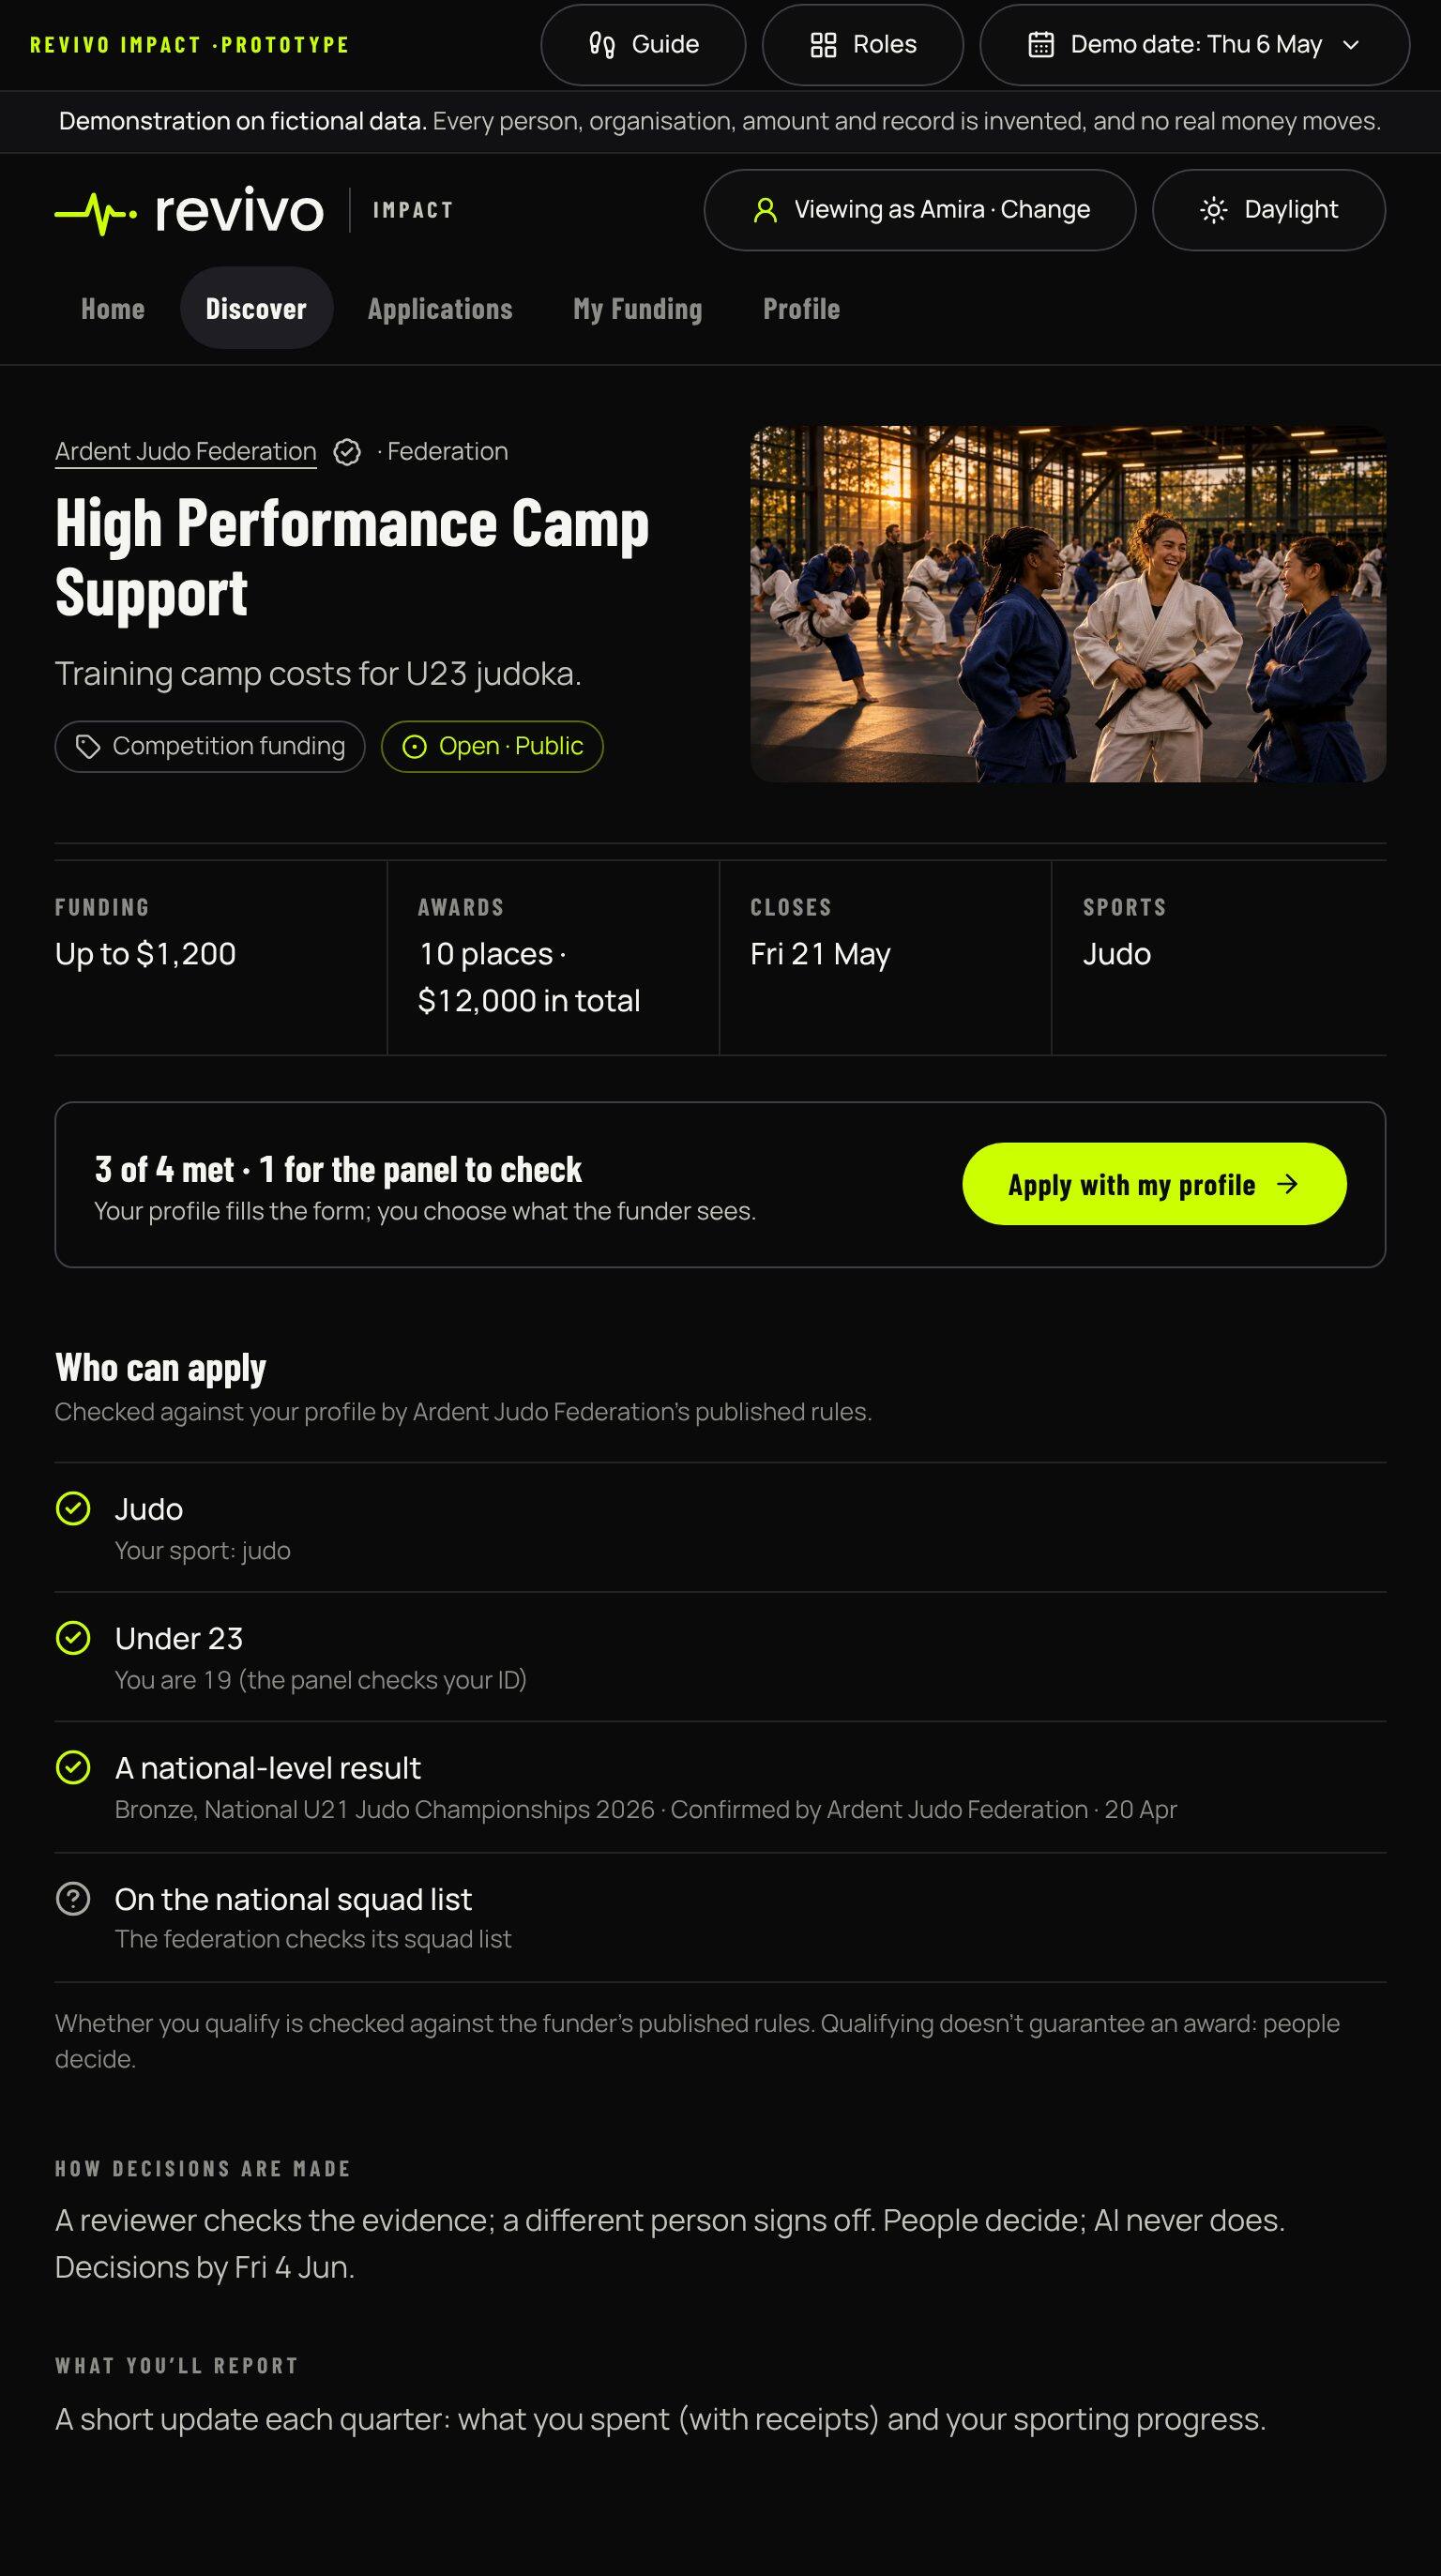 REVIVO IMPACT · PROTOTYPE
Guide
Roles
Demo date: Thu 6 May
Demonstration on fictional data. Every person, organisation, amount and record is invented, and no real money moves.
revivo
IMPACT
Viewing as Amira · Change
Daylight
Home
Discover
Applications
My Funding
Profile
Ardent Judo Federation · Federation
High Performance Camp
Support
Training camp costs for U23 judoka.
Competition funding
Open · Public
FUNDING
Up to $1,200
AWARDS
10 places ·
$12,000 in total
CLOSES
Fri 21 May
SPORTS
Judo
3 of 4 met · 1 for the panel to check
Your profile fills the form; you choose what the funder sees.
Apply with my profile
Who can apply
Checked against your profile by Ardent Judo Federation’s published rules.
Judo
Your sport: judo
Under 23
You are 19 (the panel checks your ID)
A national-level result
Bronze, National U21 Judo Championships 2026 · Confirmed by Ardent Judo Federation · 20 Apr
On the national squad list
The federation checks its squad list
Whether you qualify is checked against the funder’s published rules. Qualifying doesn’t guarantee an award: people
decide.
HOW DECISIONS ARE MADE
A reviewer checks the evidence; a different person signs off. People decide; AI never does.
Decisions by Fri 4 Jun.
WHAT YOU’LL REPORT
A short update each quarter: what you spent (with receipts) and your sporting progress.